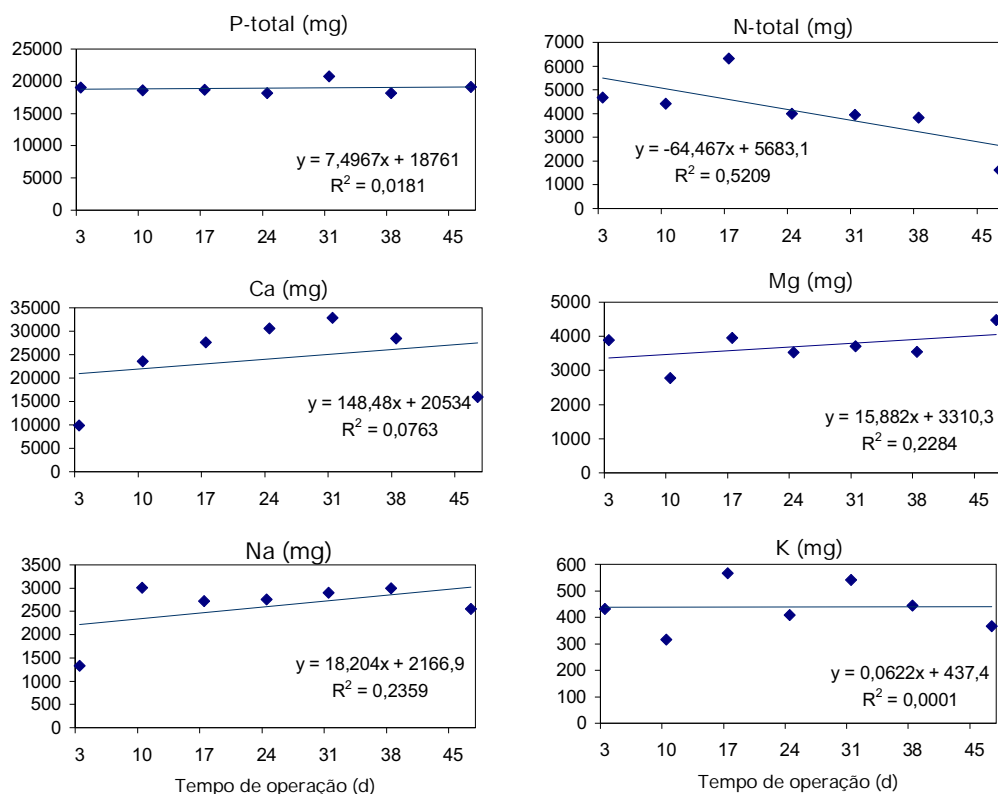 P-total (mg)
25000
20000
15000
10000
5000
0
y = 7,4967x + 18761
R² = 0,0181
3 10 17 24 31 38 45
N-total (mg)
7000
6000
5000
4000
3000
2000
1000
0
y = -64,467x + 5683,1
R² = 0,5209
3 10 17 24 31 38 45
Ca (mg)
35000
30000
25000
20000
15000
10000
5000
0
y = 148,48x + 20534
R² = 0,0763
3 10 17 24 31 38 45
Mg (mg)
5000
4000
3000
2000
1000
0
y = 15,882x + 3310,3
R² = 0,2284
3 10 17 24 31 38 45
Na (mg)
3500
3000
2500
2000
1500
1000
500
0
y = 18,204x + 2166,9
R² = 0,2359
3 10 17 24 31 38 45
Tempo de operação (d)
K (mg)
600
500
400
300
200
100
0
y = 0,0622x + 437,4
R² = 0,0001
3 10 17 24 31 38 45
Tempo de operação (d)